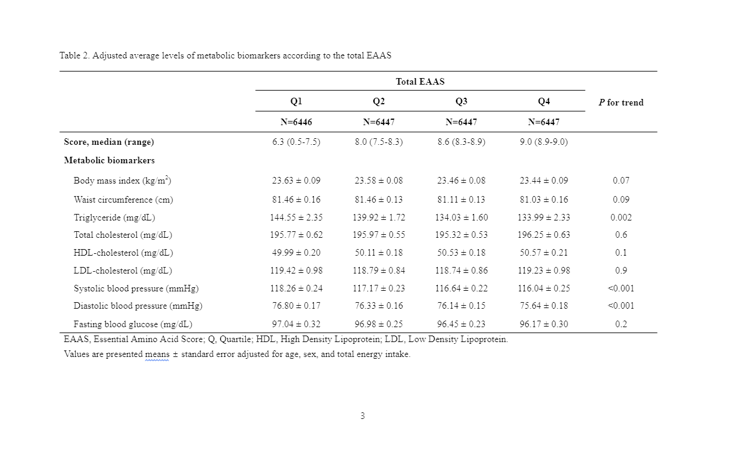 Table 2. Adjusted average levels of metabolic biomarkers according to the total EAAS
Total EAAS
Q1 Q2 Q3 Q4 P for trend
N=6446 N=6447 N=6447 N=6447
Score, median (range) 6.3 (0.5-7.5) 8.0 (7.5-8.3) 8.6 (8.3-8.9) 9.0 (8.9-9.0)
Metabolic biomarkers
Body mass index (kg/m²) 23.63 ± 0.09 23.58 ± 0.08 23.46 ± 0.08 23.44 ± 0.09 0.07
Waist circumference (cm) 81.46 ± 0.16 81.46 ± 0.13 81.11 ± 0.13 81.03 ± 0.16 0.09
Triglyceride (mg/dL) 144.55 ± 2.35 139.92 ± 1.72 134.03 ± 1.60 133.99 ± 2.33 0.002
Total cholesterol (mg/dL) 195.77 ± 0.62 195.97 ± 0.55 195.32 ± 0.53 196.25 ± 0.63 0.6
HDL-cholesterol (mg/dL) 49.99 ± 0.20 50.11 ± 0.18 50.53 ± 0.18 50.57 ± 0.21 0.1
LDL-cholesterol (mg/dL) 119.42 ± 0.98 118.79 ± 0.84 118.74 ± 0.86 119.23 ± 0.98 0.9
Systolic blood pressure (mmHg) 118.26 ± 0.24 117.17 ± 0.23 116.64 ± 0.22 116.04 ± 0.25 <0.001
Diastolic blood pressure (mmHg) 76.80 ± 0.17 76.33 ± 0.16 76.14 ± 0.15 75.64 ± 0.18 <0.001
Fasting blood glucose (mg/dL) 97.04 ± 0.32 96.98 ± 0.25 96.45 ± 0.23 96.17 ± 0.30 0.2
EAAS, Essential Amino Acid Score; Q, Quartile; HDL, High Density Lipoprotein; LDL, Low Density Lipoprotein.
Values are presented means ± standard error adjusted for age, sex, and total energy intake.
3